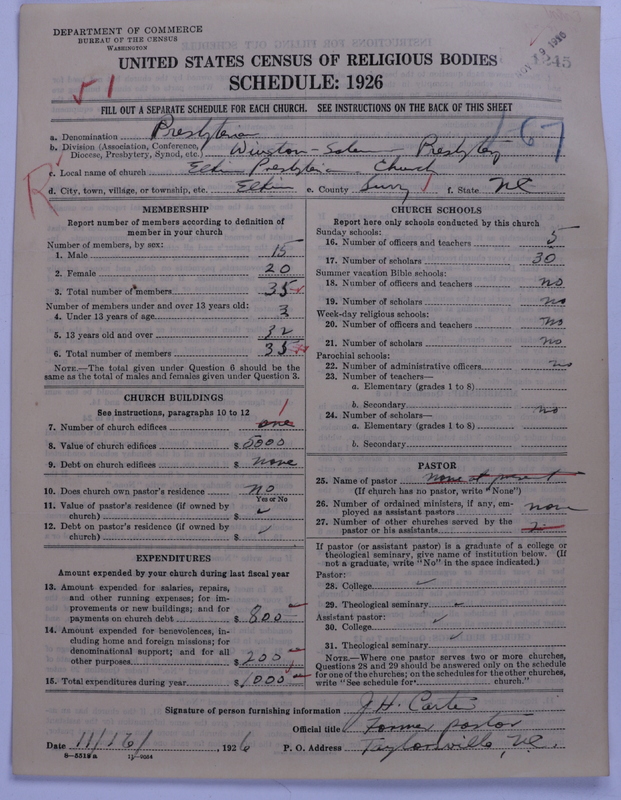 DEPARTMENT OF COMMERCE
BUREAU OF THE CENSUS
WASHINGTON
NOV 19 1926
1245
UNITED STATES CENSUS OF RELIGIOUS BODIES
SCHEDULE: 1926
51
FILL OUT A SEPARATE SCHEDULE FOR EACH CHURCH. SEE INSTRUCTIONS ON THE BACK OF THIS SHEET
1-67
R
a. Denomination Presbyterian
b. Division (Association, Conference, Diocese, Presbytery, Synod, etc.) Winston-Salem Presbytery
c. Local name of church Elkin Presbyterian Church
d. City, town, village, or township, etc. Elkin e. County Surry f. State NC
MEMBERSHIP
Report number of members according to definition of
member in your church
Number of members, by sex:
1. Male 15
2. Female 20
3. Total number of members 35
Number of members under and over 13 years old:
4. Under 13 years of age 3
5. 13 years old and over 32
6. Total number of members 35
NOTE.—The total given under Question 6 should be the
same as the total of males and females given under Question 3.
CHURCH BUILDINGS
See instructions, paragraphs 10 to 12
1
7. Number of church edifices one
8. Value of church edifices $ 5000
9. Debt on church edifices $ none
10. Does church own pastor's residence no
Yes or No
11. Value of pastor's residence (if owned by
church) $
12. Debt on pastor's residence (if owned by
church) $
EXPENDITURES
Amount expended by your church during last fiscal year
13. Amount expended for salaries, repairs,
and other running expenses; for im-
provements or new buildings; and for
payments on church debt $ 800
14. Amount expended for benevolences, in-
cluding home and foreign missions; for
denominational support; and for all
other purposes $ 200
15. Total expenditures during year $ 1000
CHURCH SCHOOLS
Report here only schools conducted by this church
Sunday schools:
16. Number of officers and teachers 5
17. Number of scholars 30
Summer vacation Bible schools:
18. Number of officers and teachers no
19. Number of scholars no
Week-day religious schools:
20. Number of officers and teachers no
21. Number of scholars no
Parochial schools:
22. Number of administrative officers no
23. Number of teachers—
a. Elementary (grades 1 to 8)
b. Secondary
24. Number of scholars— no
a. Elementary (grades 1 to 8)
b. Secondary
PASTOR
25. Name of pastor none at present
(If church has no pastor, write "None")
26. Number of ordained ministers, if any, em-
ployed as assistant pastors none
27. Number of other churches served by the
pastor or his assistants
If pastor (or assistant pastor) is a graduate of a college or
theological seminary, give name of institution below. (If
not a graduate, write "No" in the space indicated.)
Pastor:
28. College
29. Theological seminary
Assistant pastor:
30. College
31. Theological seminary
NOTE.—Where one pastor serves two or more churches,
Questions 28 and 29 should be answered only on the schedule
for one of the churches; on the schedules for the other churches,
write "See schedule for church."
Signature of person furnishing information J. H. Carter
Official title Former pastor
Date 11/16/, 1926 P. O. Address Taylorsville, N.C.
8-5518a